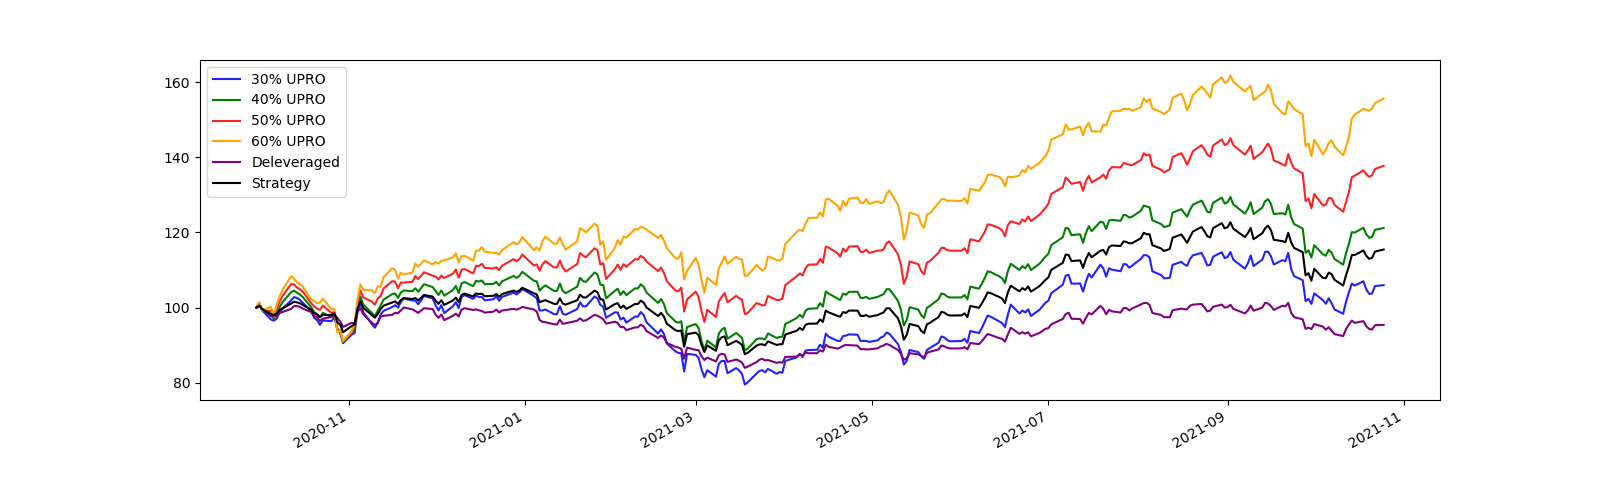 160
140
120
100
80
30% UPRO
40% UPRO
50% UPRO
60% UPRO
Deleveraged
Strategy
2020-11
2021-01
2021-03
2021-05
2021-07
2021-09
2021-11